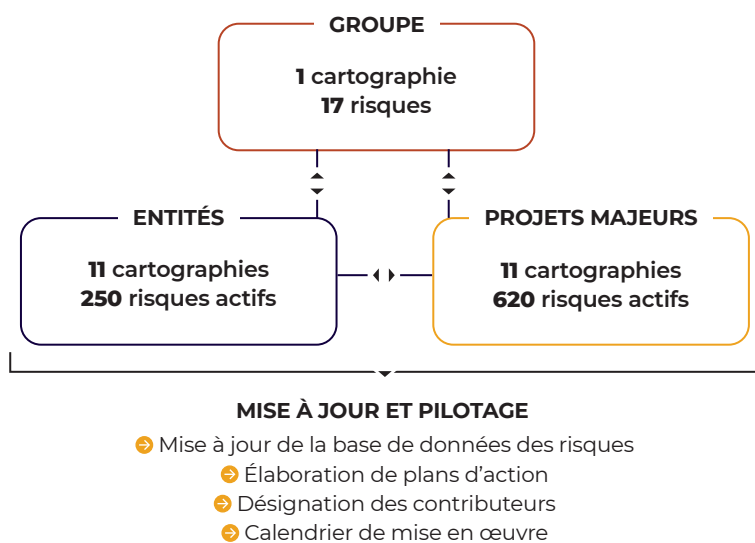 GROUPE
1 cartographie
17 risques
ENTITÉS
11 cartographies
250 risques actifs
PROJETS MAJEURS
11 cartographies
620 risques actifs
MISE À JOUR ET PILOTAGE
Mise à jour de la base de données des risques
Élaboration de plans d’action
Désignation des contributeurs
Calendrier de mise en œuvre